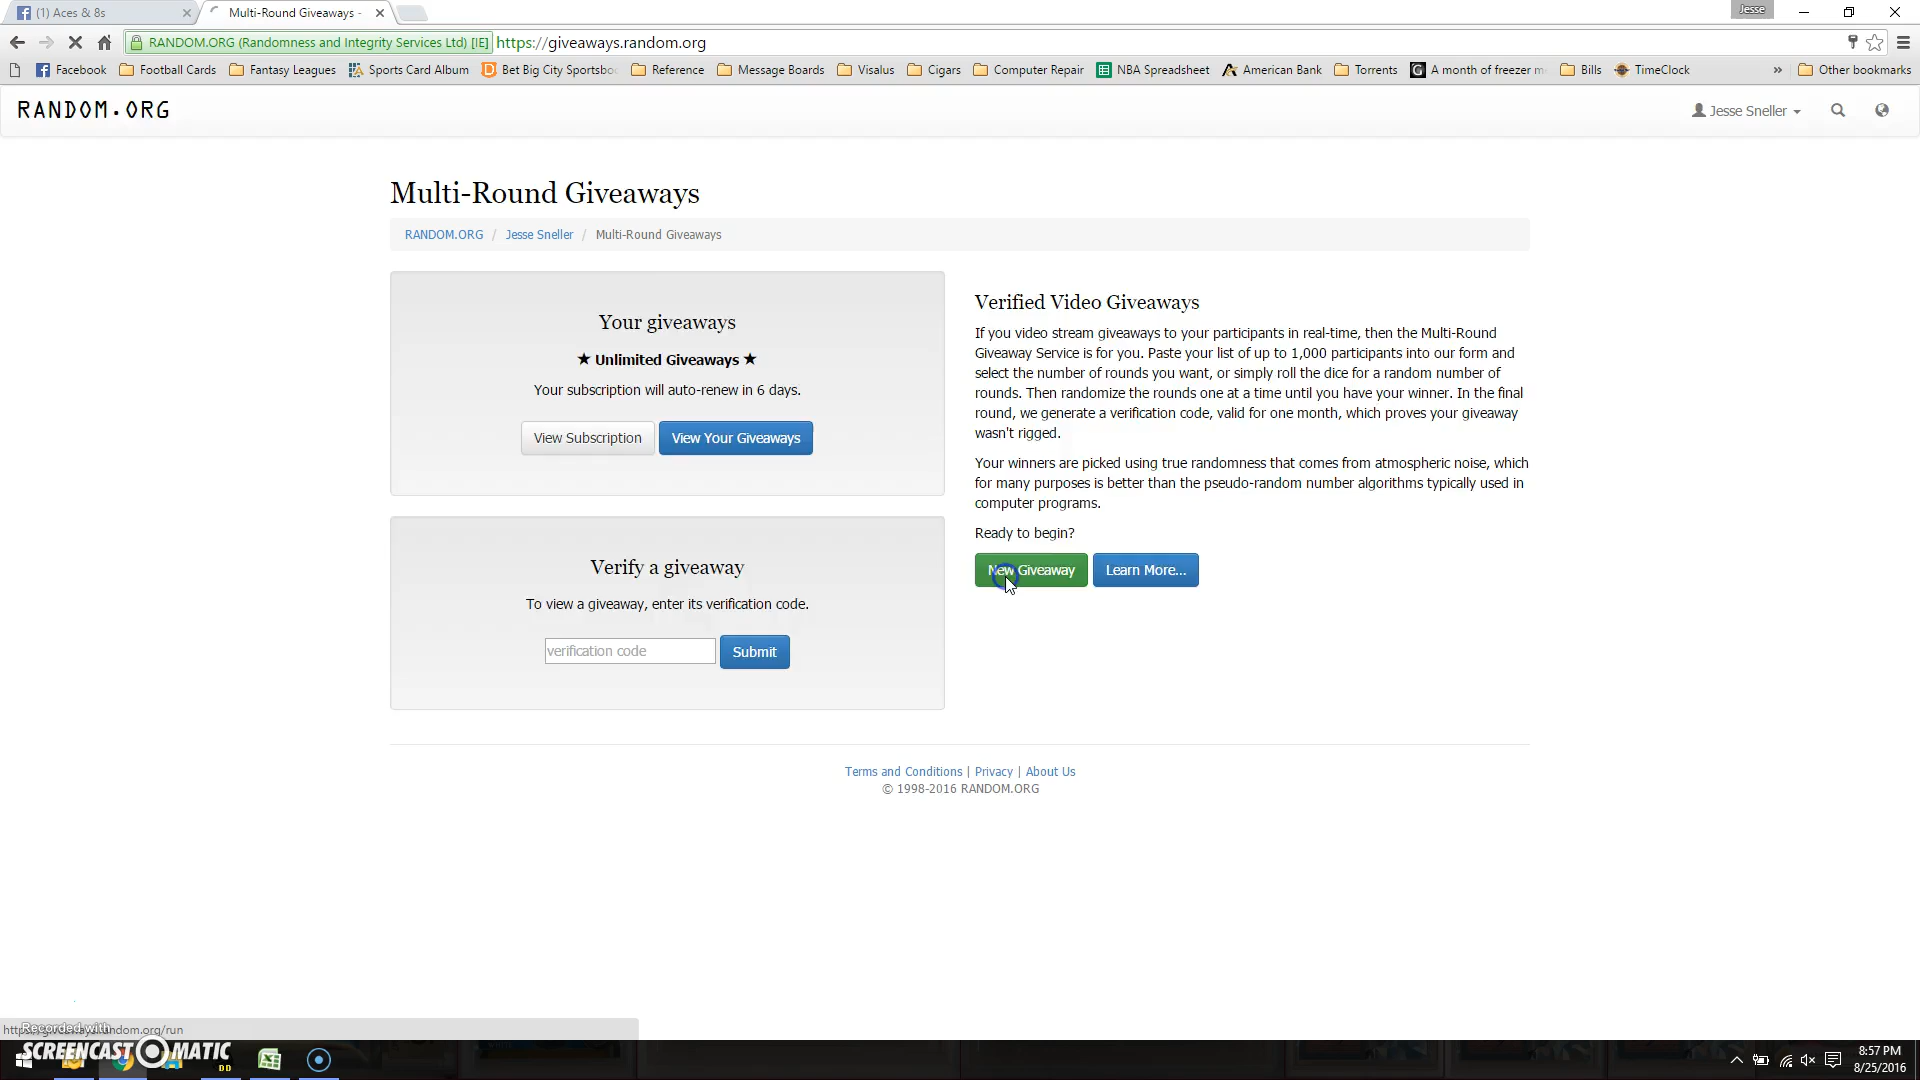 (1) Aces & 8s
Multi-Round Giveaways -
Jesse
RANDOM.ORG (Randomness and Integrity Services Ltd) [IE] https://giveaways.random.org
Facebook Football Cards Fantasy Leagues Sports Card Album Bet Big City Sportsbo Reference Message Boards Visalus Cigars Computer Repair NBA Spreadsheet American Bank Torrents A month of freezer m Bills TimeClock » Other bookmarks
RANDOM.ORG
Jesse Sneller
Multi-Round Giveaways
RANDOM.ORG / Jesse Sneller / Multi-Round Giveaways
Your giveaways
★ Unlimited Giveaways ★
Your subscription will auto-renew in 6 days.
View Subscription View Your Giveaways
Verify a giveaway
To view a giveaway, enter its verification code.
verification code Submit
Verified Video Giveaways
If you video stream giveaways to your participants in real-time, then the Multi-Round
Giveaway Service is for you. Paste your list of up to 1,000 participants into our form and
select the number of rounds you want, or simply roll the dice for a random number of
rounds. Then randomize the rounds one at a time until you have your winner. In the final
round, we generate a verification code, valid for one month, which proves your giveaway
wasn't rigged.
Your winners are picked using true randomness that comes from atmospheric noise, which
for many purposes is better than the pseudo-random number algorithms typically used in
computer programs.
Ready to begin?
New Giveaway Learn More...
Terms and Conditions | Privacy | About Us
© 1998-2016 RANDOM.ORG
https://giveaways.random.org/run
Recorded with
SCREENCAST MATIC
DD
8:57 PM
8/25/2016